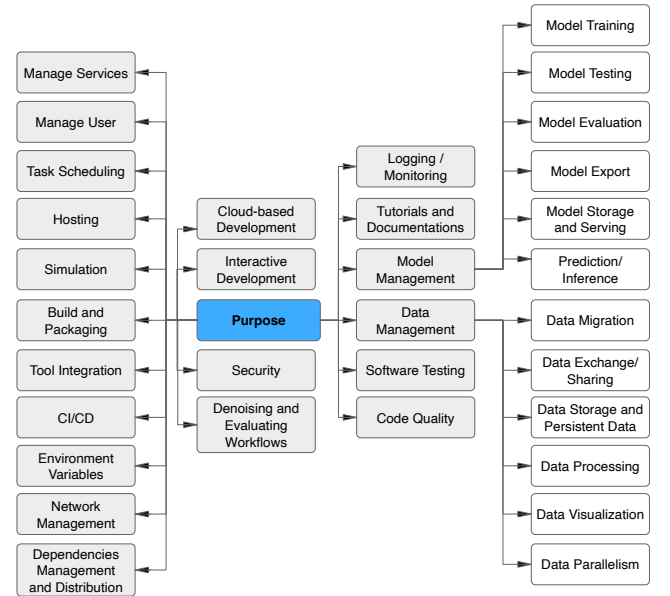 Manage Services
Manage User
Task Scheduling
Hosting
Simulation
Build and
Packaging
Tool Integration
CI/CD
Environment
Variables
Network
Management
Dependencies
Management
and Distribution
Cloud-based
Development
Interactive
Development
Purpose
Security
Denoising and
Evaluating
Workflows
Logging /
Monitoring
Tutorials and
Documentations
Model
Management
Data
Management
Software Testing
Code Quality
Model Training
Model Testing
Model Evaluation
Model Export
Model Storage
and Serving
Prediction/
Inference
Data Migration
Data Exchange/
Sharing
Data Storage and
Persistent Data
Data Processing
Data Visualization
Data Parallelism